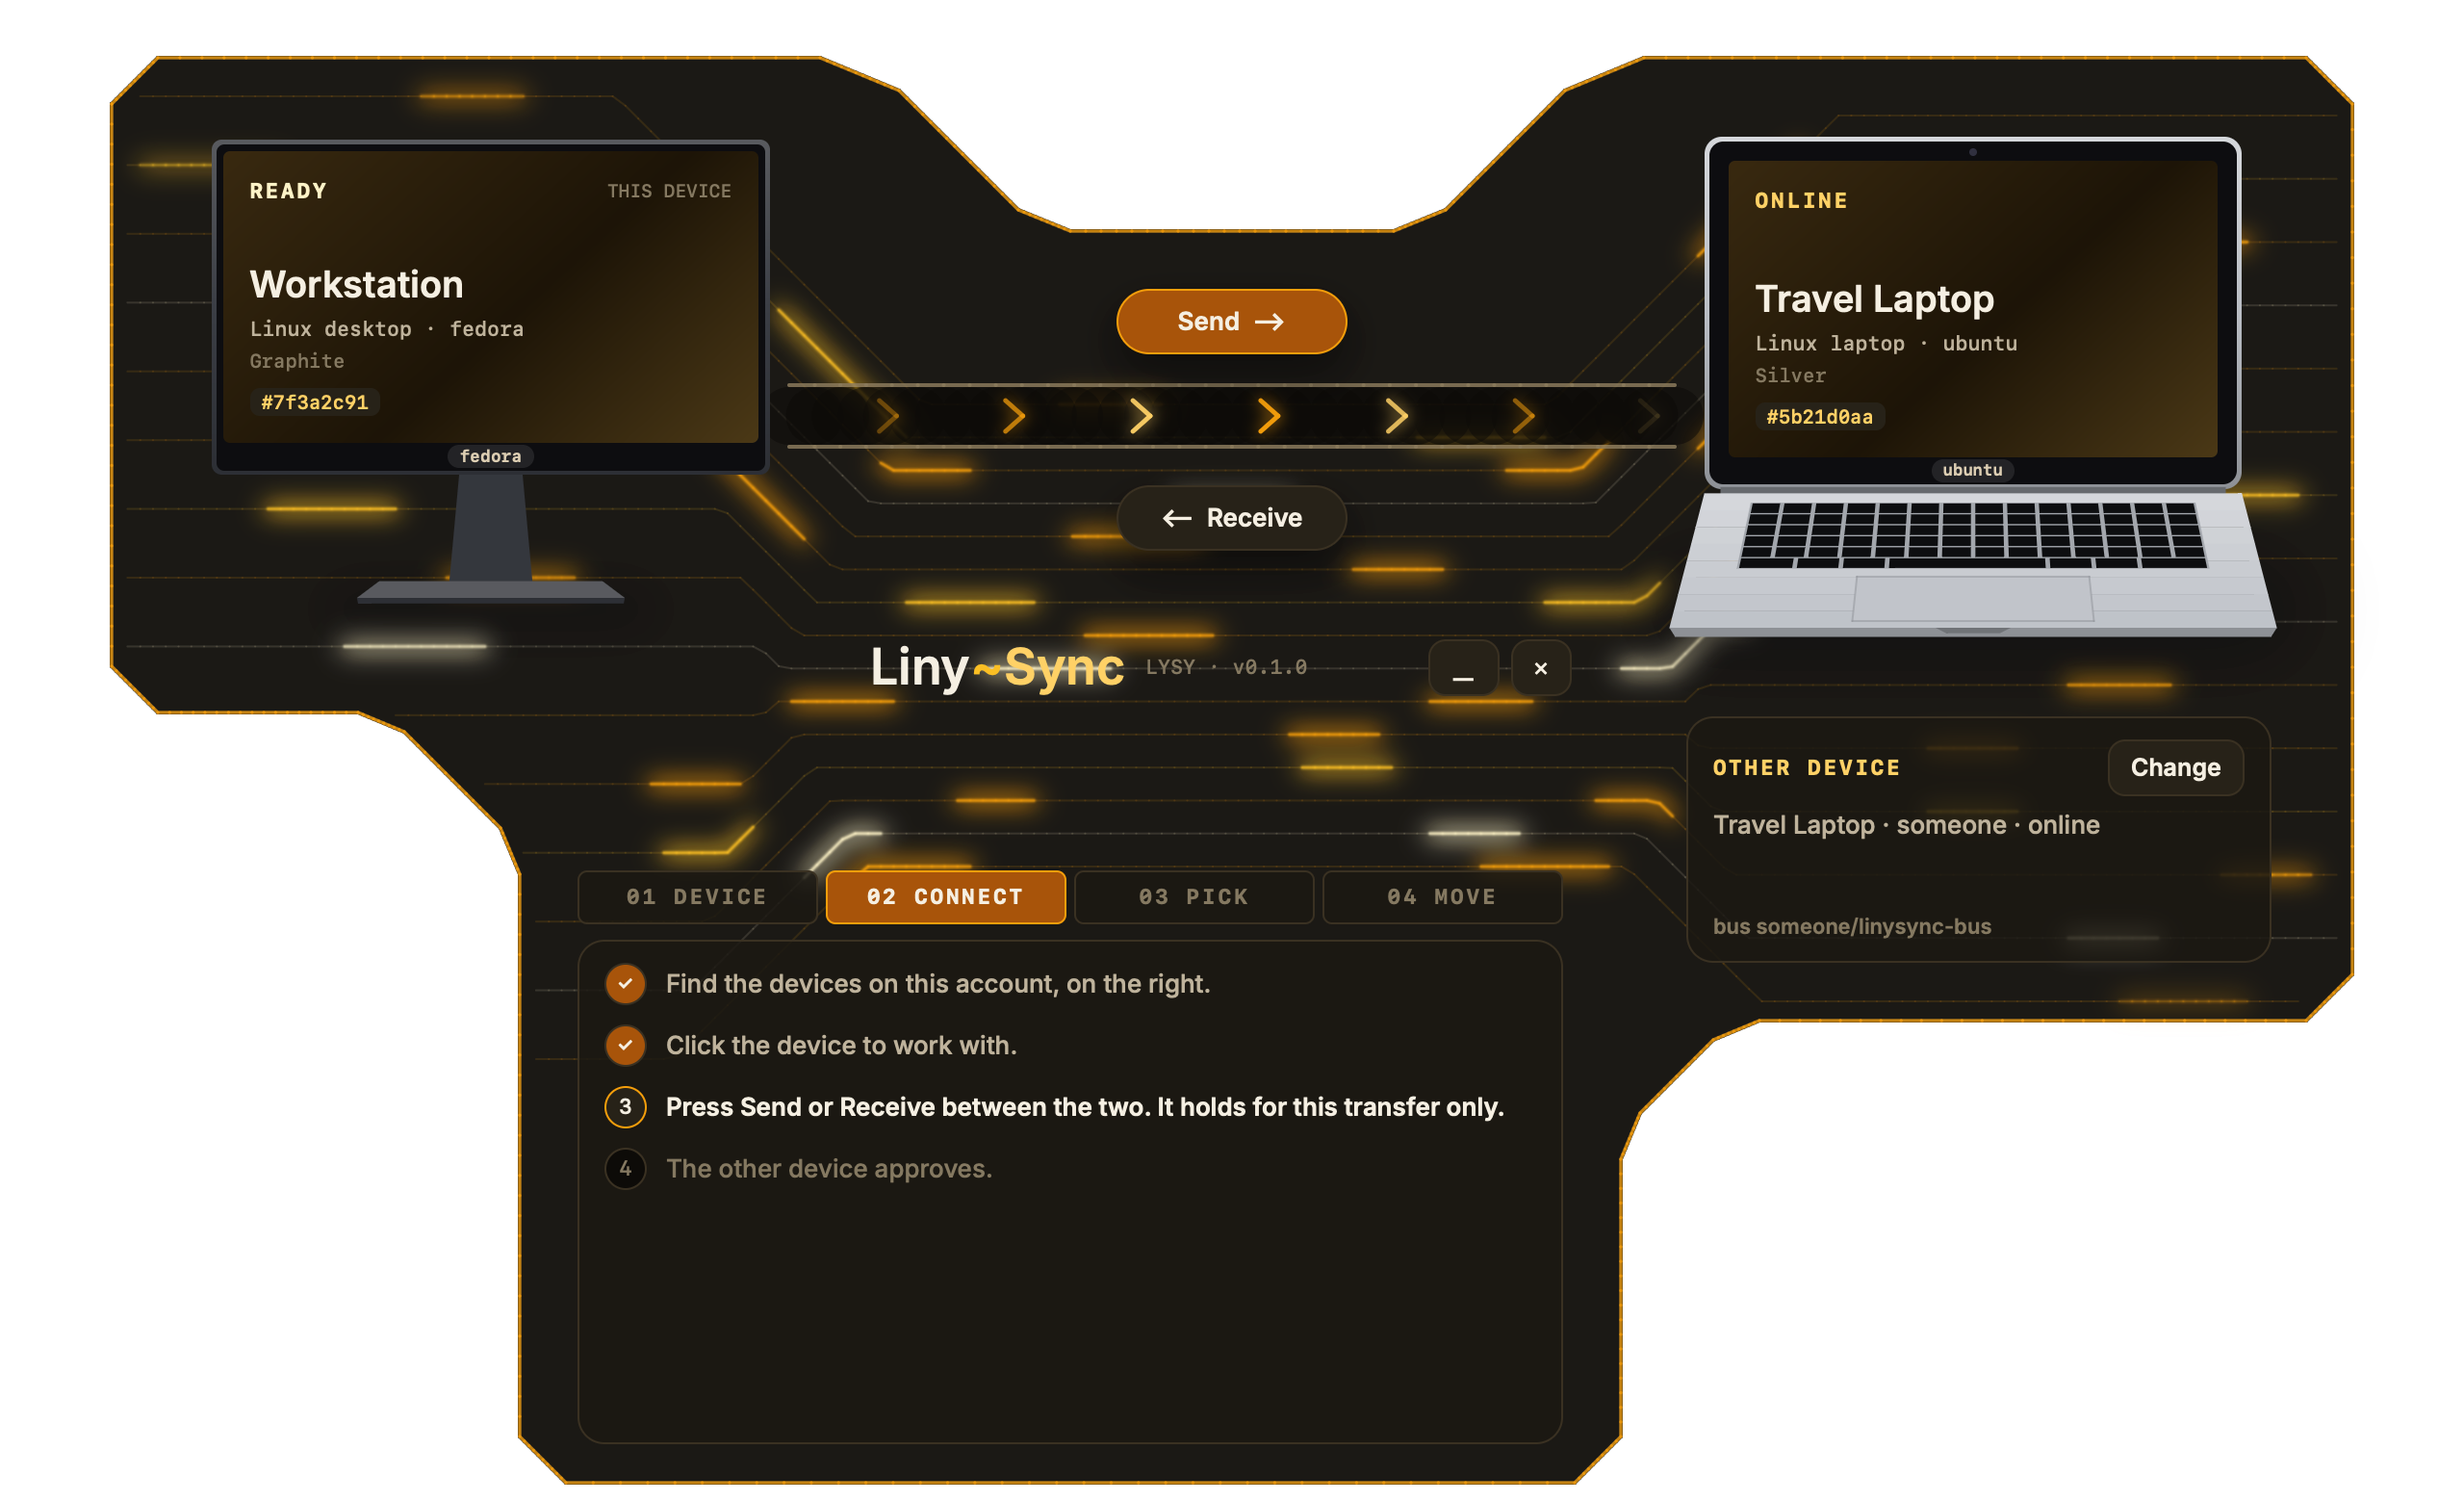 READY
THIS DEVICE
Workstation
Linux desktop · fedora
Graphite
#7f3a2c91
fedora
Send →
← Receive
ONLINE
Travel Laptop
Linux laptop · ubuntu
Silver
#5b21d0aa
ubuntu
Liny~Sync LYSY · v0.1.0
OTHER DEVICE
Change
Travel Laptop · someone · online
bus someone/linysync-bus
01 DEVICE
02 CONNECT
03 PICK
04 MOVE
Find the devices on this account, on the right.
Click the device to work with.
3 Press Send or Receive between the two. It holds for this transfer only.
4 The other device approves.